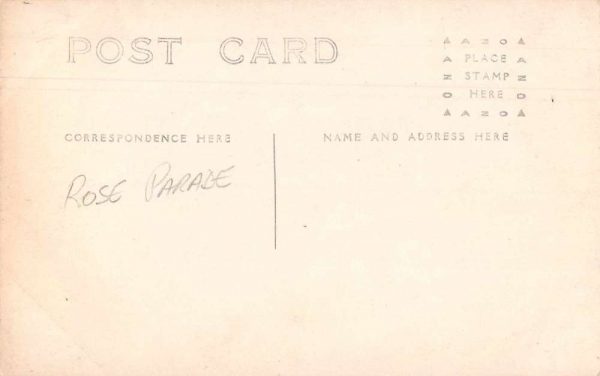 POST CARD
▲ A Z O ▲
A PLACE A
Z STAMP Z
O HERE O
▲ A Z O ▲
CORRESPONDENCE HERE
NAME AND ADDRESS HERE
ROSE PARADE